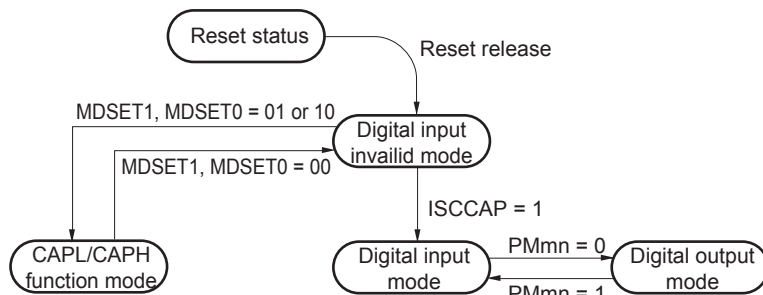 Reset status
Reset release
MDSET1, MDSET0 = 01 or 10
Digital input
invailid mode
MDSET1, MDSET0 = 00
ISCCAP = 1
CAPL/CAPH
function mode
Digital input
mode
PMmn = 0
Digital output
mode
PMmn = 1